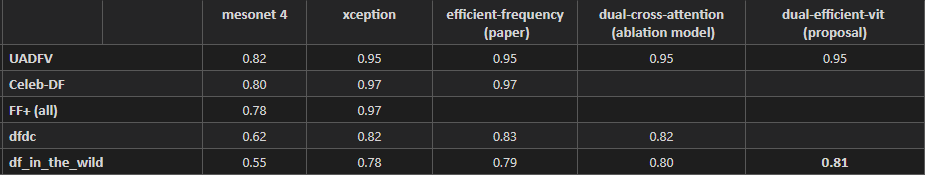 mesonet 4 xception efficient-frequency (paper) dual-cross-attention (ablation model) dual-efficient-vit (proposal)
UADFV 0.82 0.95 0.95 0.95 0.95
Celeb-DF 0.80 0.97 0.97
FF+ (all) 0.78 0.97
dfdc 0.62 0.82 0.83 0.82
df_in_the_wild 0.55 0.78 0.79 0.80 0.81